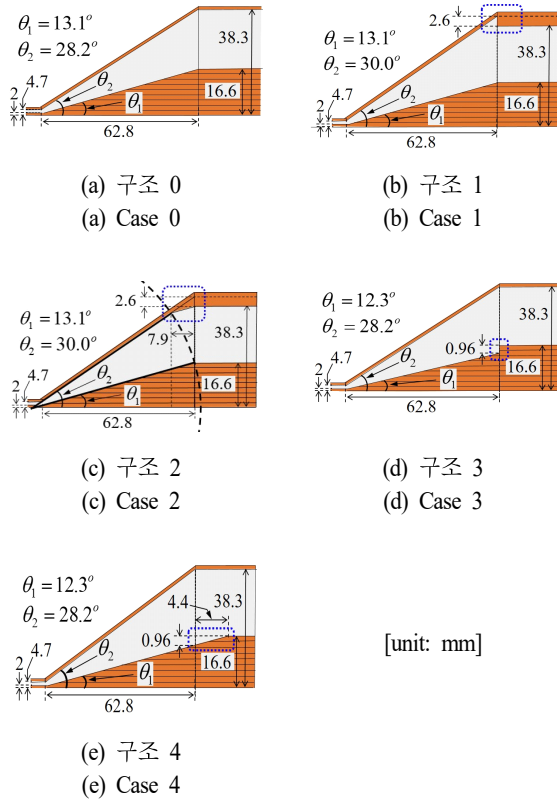 θ₁ = 13.1°
θ₂ = 28.2°
4.7
2
θ₂
θ₁
38.3
16.6
62.8
(a) 구조 0
(a) Case 0
θ₁ = 13.1°
θ₂ = 30.0°
2.6
4.7
2
θ₂
θ₁
38.3
16.6
62.8
(b) 구조 1
(b) Case 1
θ₁ = 13.1°
θ₂ = 30.0°
2.6
7.9
4.7
2
θ₂
θ₁
38.3
16.6
62.8
(c) 구조 2
(c) Case 2
θ₁ = 12.3°
θ₂ = 28.2°
0.96
4.7
2
θ₂
θ₁
38.3
16.6
62.8
(d) 구조 3
(d) Case 3
θ₁ = 12.3°
θ₂ = 28.2°
4.4
0.96
4.7
2
θ₂
θ₁
38.3
16.6
62.8
[unit: mm]
(e) 구조 4
(e) Case 4